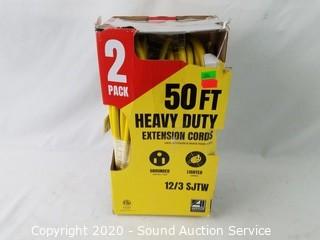 2
PACK
50 FT
HEAVY DUTY
EXTENSION CORDS
GROUNDED
LIGHTED
12/3 SJTW
Copyright 2020 - Sound Auction Service